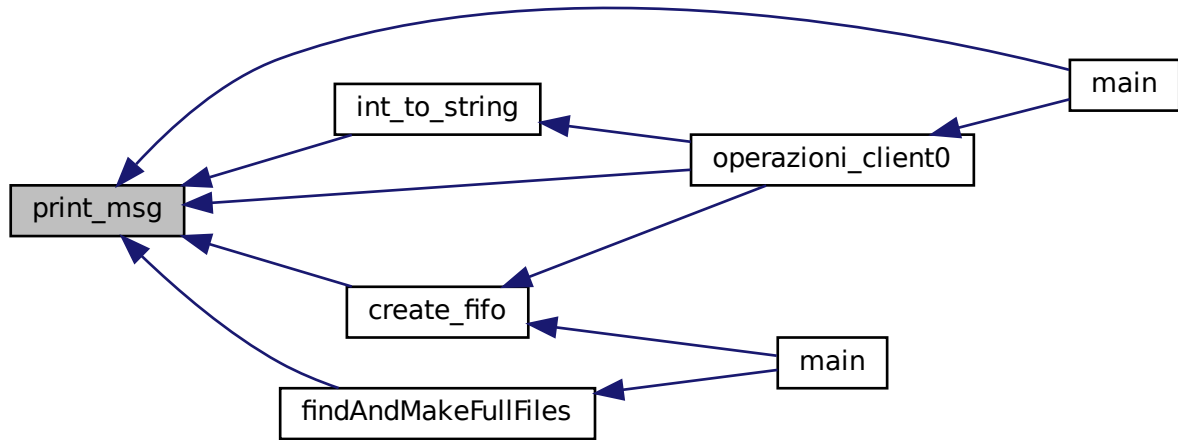 main
int_to_string
operazioni_client0
print_msg
create_fifo
main
findAndMakeFullFiles